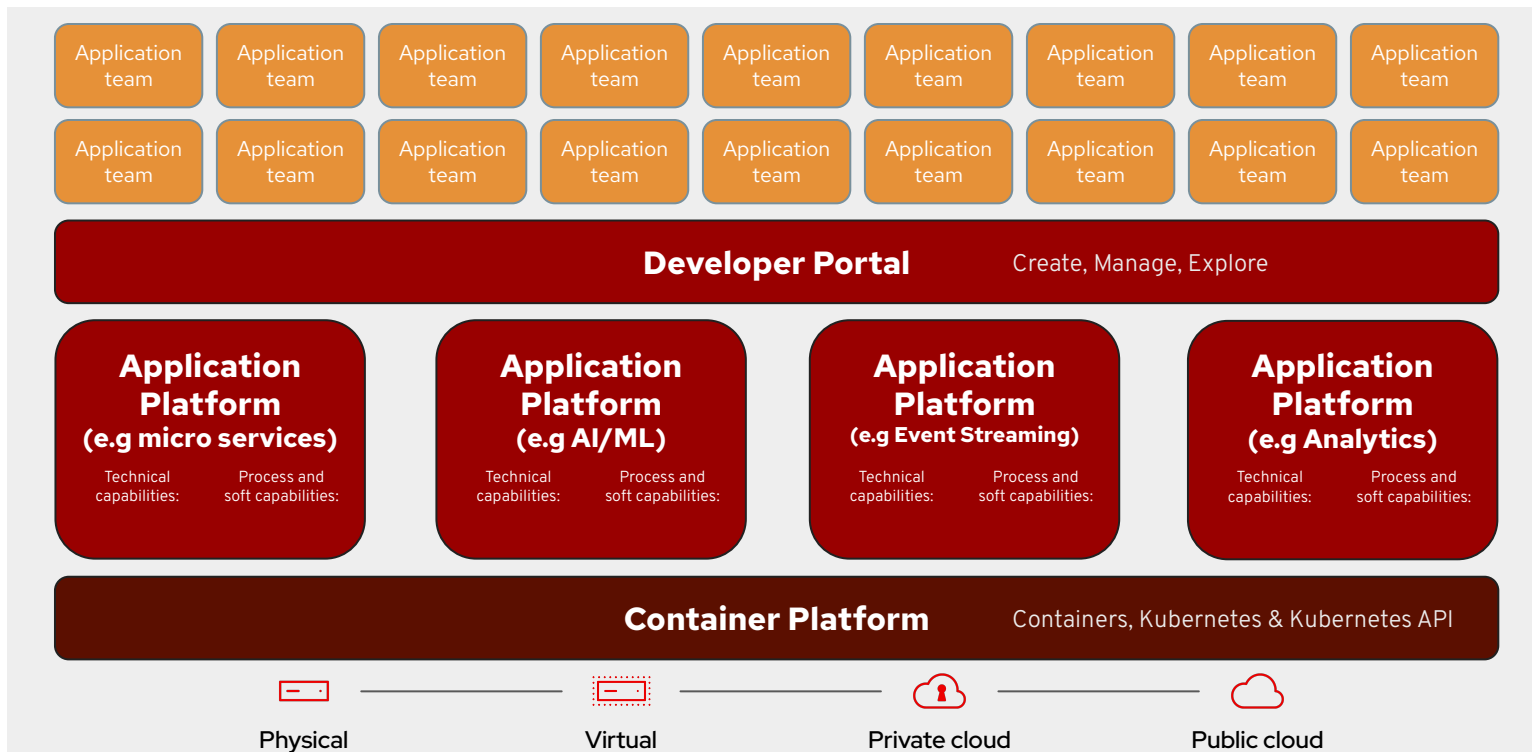 Application Application Application Application Application Application Application Application Application
team team team team team team team team team
Application Application Application Application Application Application Application Application Application
team team team team team team team team team
Developer Portal Create, Manage, Explore
Application
Platform
(e.g micro services)
Technical
capabilities:
Process and
soft capabilities:
Application
Platform
(e.g AI/ML)
Technical
capabilities:
Process and
soft capabilities:
Application
Platform
(e.g Event Streaming)
Technical
capabilities:
Process and
soft capabilities:
Application
Platform
(e.g Analytics)
Technical
capabilities:
Process and
soft capabilities:
Container Platform Containers, Kubernetes & Kubernetes API
Physical Virtual Private cloud Public cloud